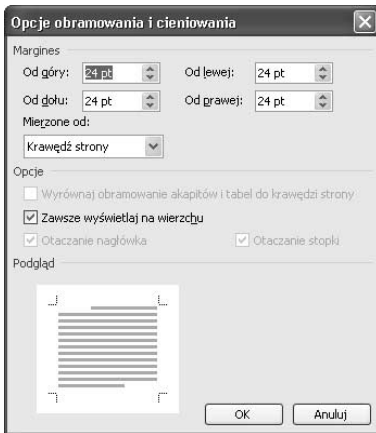 Opcje obramowania i cieniowania
Margines
Od góry: 24 pt Od lewej: 24 pt
Od dołu: 24 pt Od prawej: 24 pt
Mierzone od:
Krawędź strony
Opcje
Wyrównaj obramowanie akapitów i tabel do krawędzi strony
Zawsze wyświetlaj na wierzchu
Otaczanie nagłówka Otaczanie stopki
Podgląd
OK Anuluj